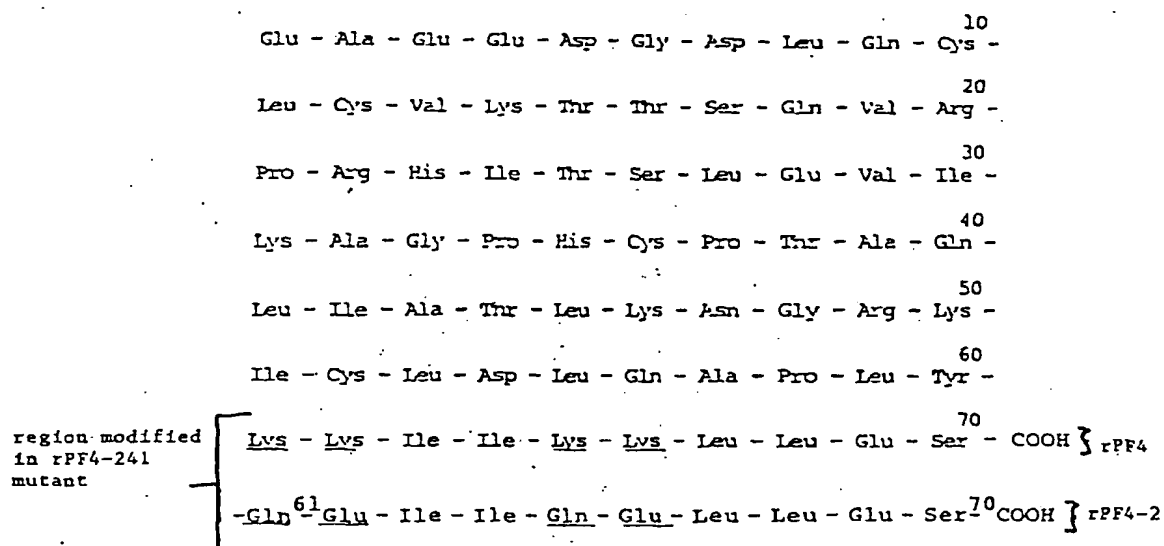 10
Glu - Ala - Glu - Glu - Asp - Gly - Asp - Leu - Gln - Cys -
20
Leu - Cys - Val - Lys - Thr - Thr - Ser - Gln - Val - Arg -
30
Pro - Arg - His - Ile - Thr - Ser - Leu - Glu - Val - Ile -
40
Lys - Ala - Gly - Pro - His - Cys - Pro - Thr - Ala - Gln -
50
Leu - Ile - Ala - Thr - Leu - Lys - Asn - Gly - Arg - Lys -
60
Ile - Cys - Leu - Asp - Leu - Gln - Ala - Pro - Leu - Tyr -
70
region modified
in rPF4-241
mutant
Lys - Lys - Ile - Ile - Lys - Lys - Leu - Leu - Glu - Ser - COOH } rPF4
-Gln-61Glu - Ile - Ile - Gln - Glu - Leu - Leu - Glu - Ser-70COOH } rPF4-2